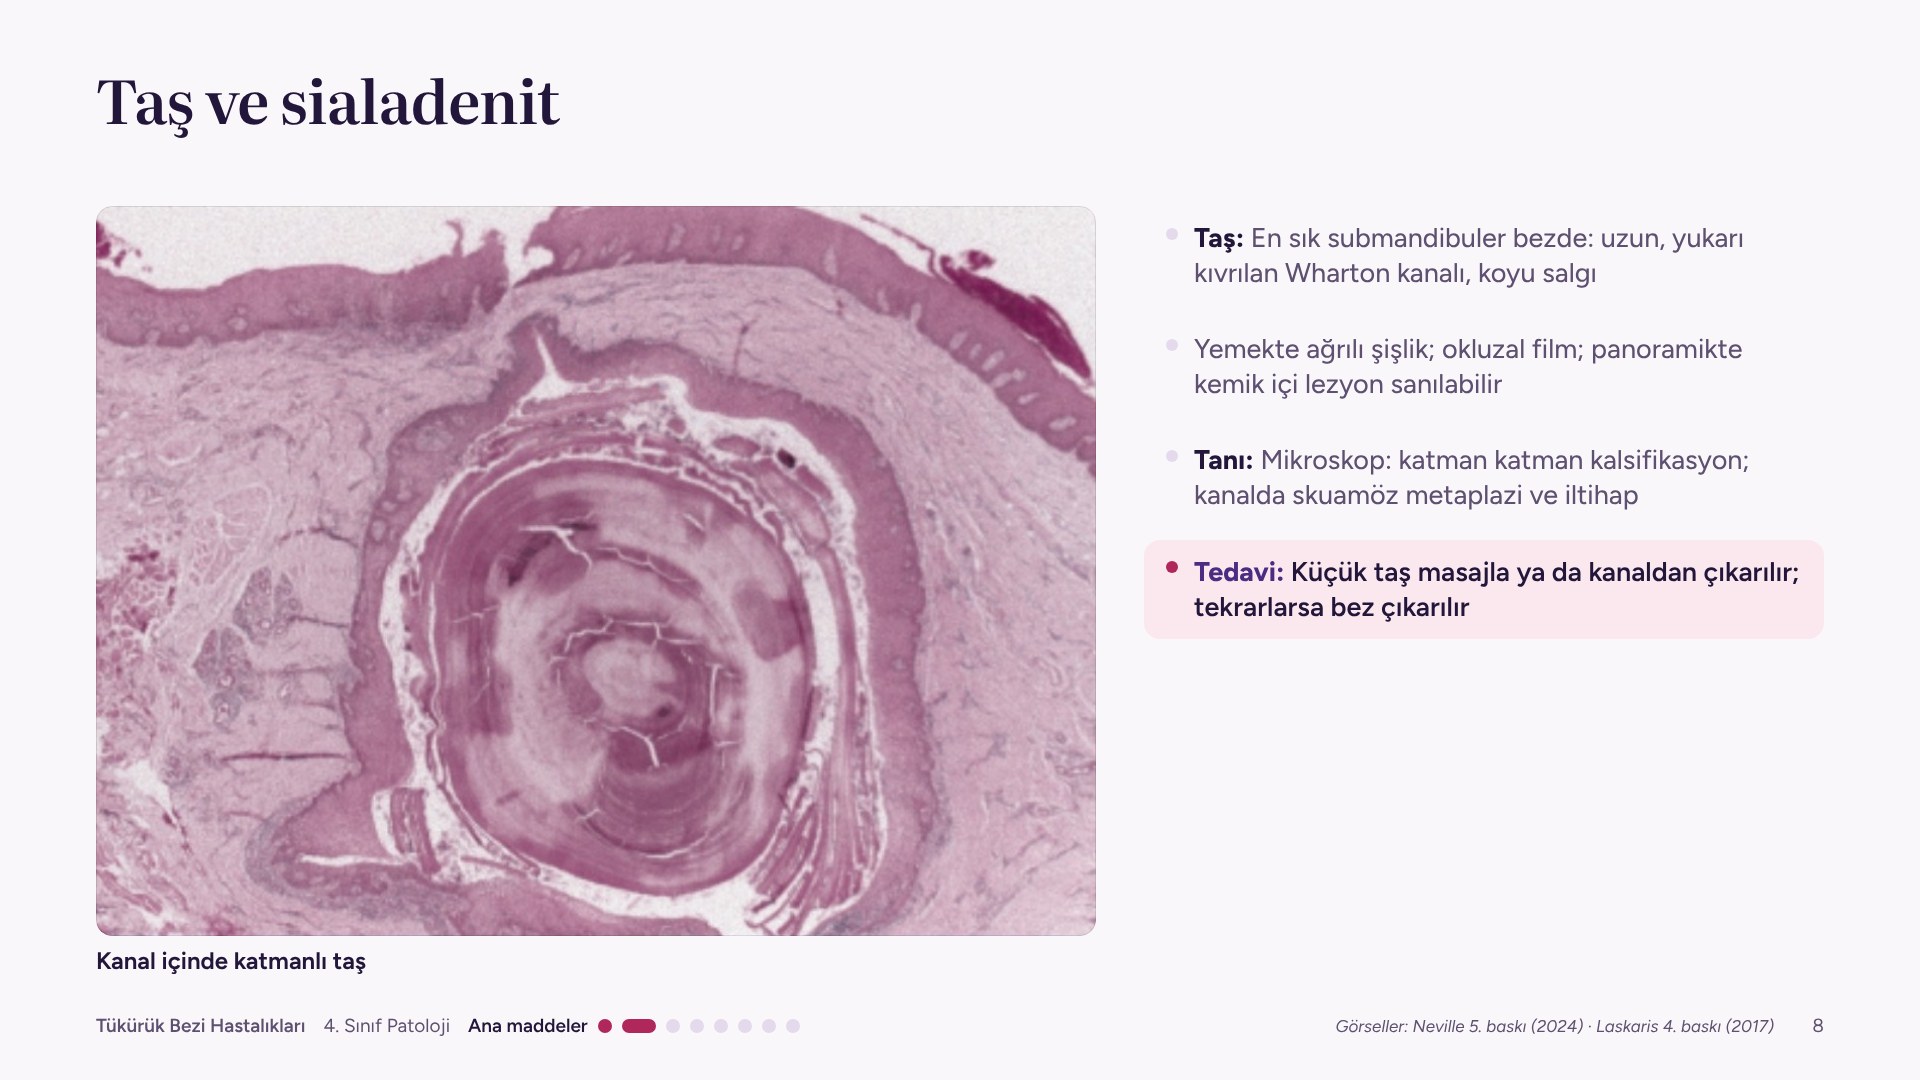 Taş ve sialadenit
Taş: En sık submandibuler bezde: uzun, yukarı
kıvrılan Wharton kanalı, koyu salgı
Yemekte ağrılı şişlik; okluzal film; panoramikte
kemik içi lezyon sanılabilir
Tanı: Mikroskop: katman katman kalsifikasyon;
kanalda skuamöz metaplazi ve iltihap
Tedavi: Küçük taş masajla ya da kanaldan çıkarılır;
tekrarlarsa bez çıkarılır
Kanal içinde katmanlı taş
Tükürük Bezi Hastalıkları 4. Sınıf Patoloji Ana maddeler
Görseller: Neville 5. baskı (2024) · Laskaris 4. baskı (2017) 8